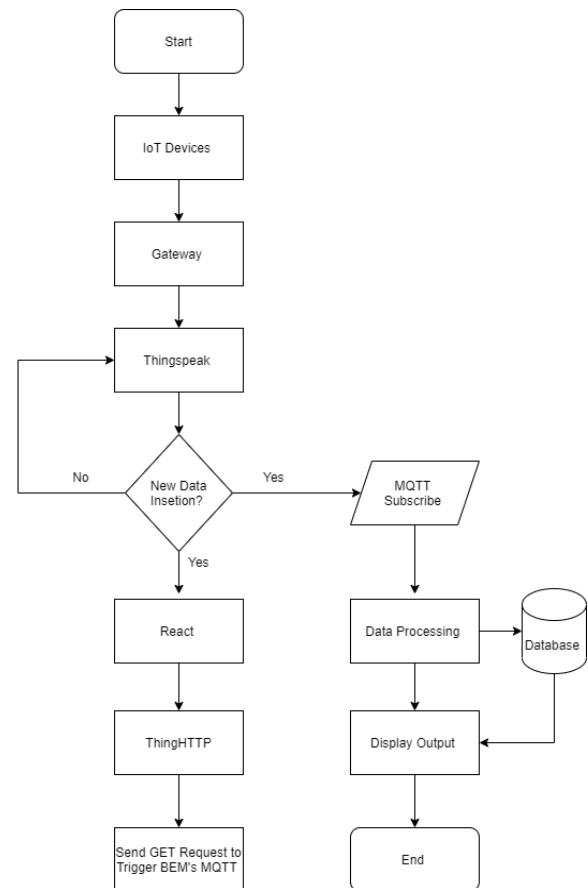 Start
IoT Devices
Gateway
Thingspeak
No
New Data
Insetion?
Yes
MQTT
Subscribe
Yes
React
Data Processing
Database
ThingHTTP
Display Output
Send GET Request to
Trigger BEM's MQTT
End